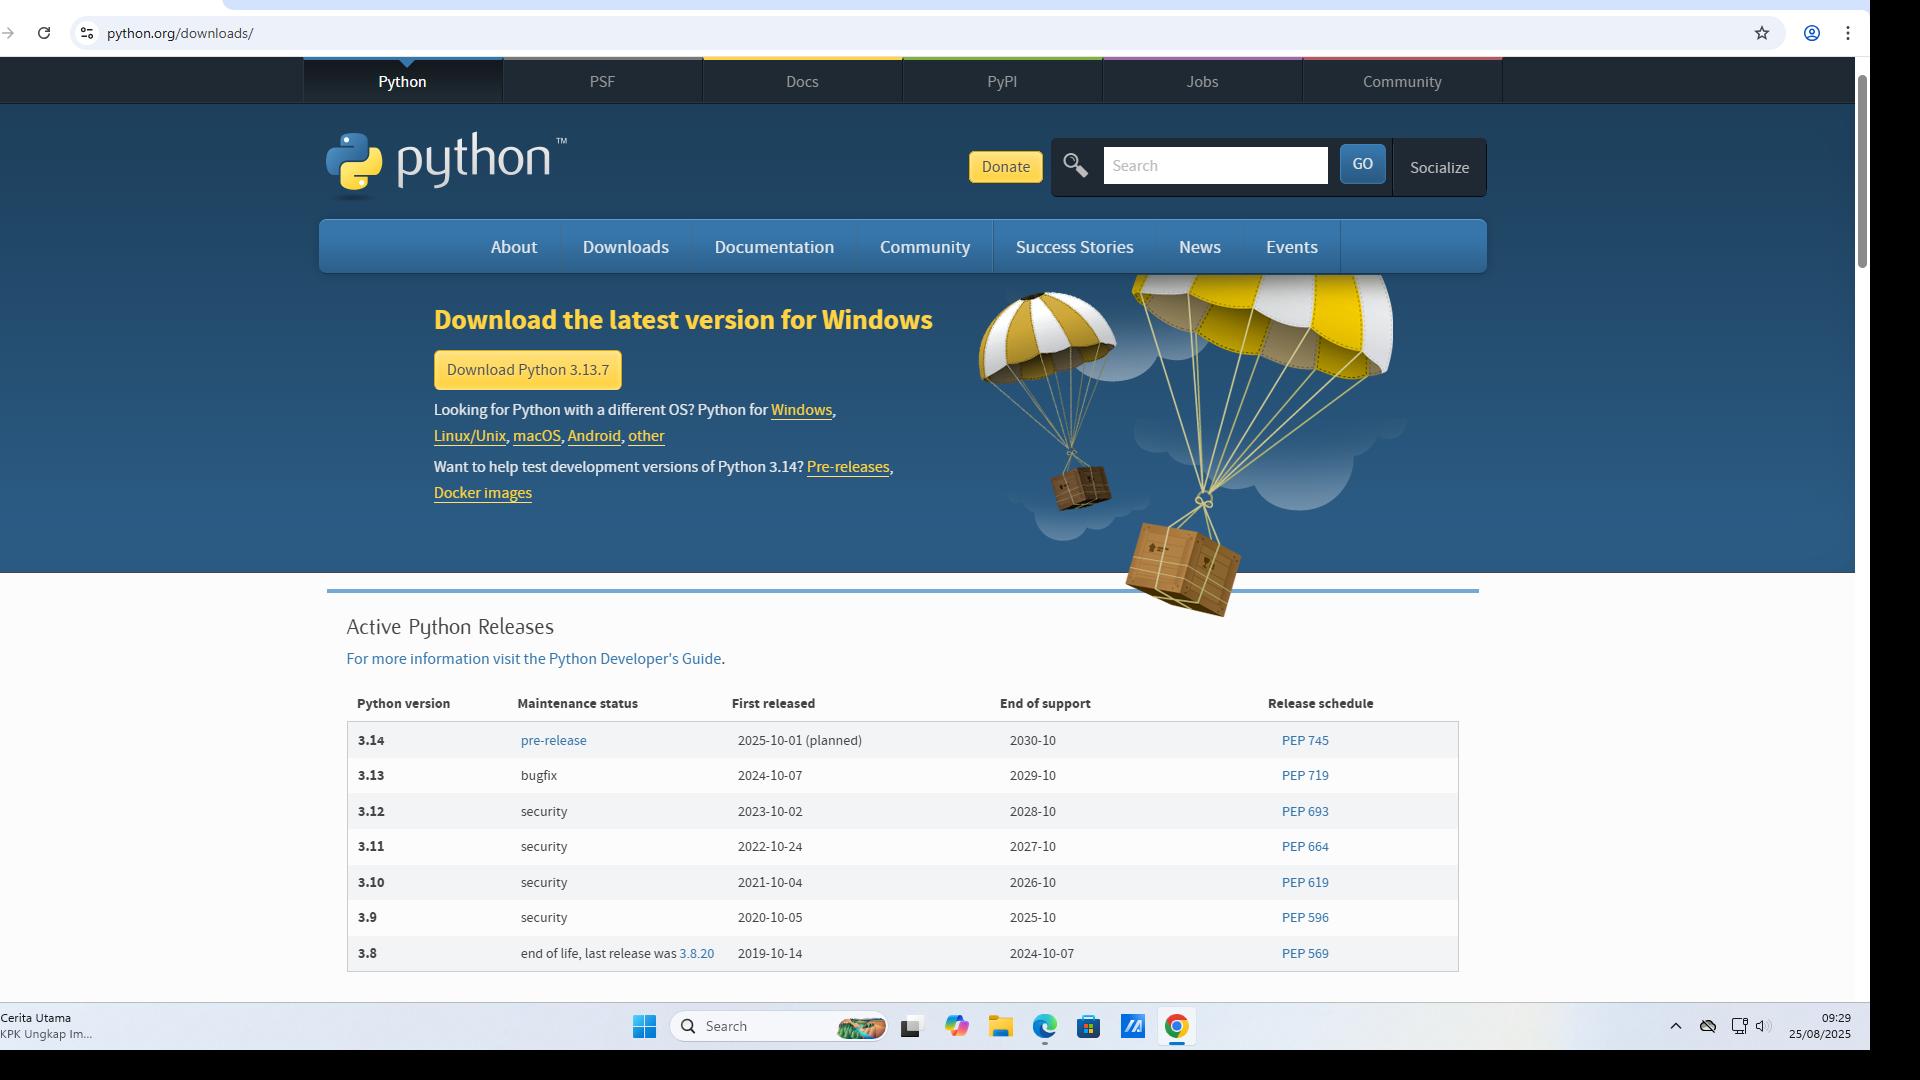 python.org/downloads/
Python PSF Docs PyPI Jobs Community
python™
Donate Search GO Socialize
About Downloads Documentation Community Success Stories News Events
Download the latest version for Windows
Download Python 3.13.7
Looking for Python with a different OS? Python for Windows,
Linux/Unix, macOS, Android, other
Want to help test development versions of Python 3.14? Pre-releases,
Docker images
Active Python Releases
For more information visit the Python Developer's Guide.
Python version Maintenance status First released End of support Release schedule
3.14 pre-release 2025-10-01 (planned) 2030-10 PEP 745
3.13 bugfix 2024-10-07 2029-10 PEP 719
3.12 security 2023-10-02 2028-10 PEP 693
3.11 security 2022-10-24 2027-10 PEP 664
3.10 security 2021-10-04 2026-10 PEP 619
3.9 security 2020-10-05 2025-10 PEP 596
3.8 end of life, last release was 3.8.20 2019-10-14 2024-10-07 PEP 569
Cerita Utama
KPK Ungkap Im...
Search
09:29
25/08/2025